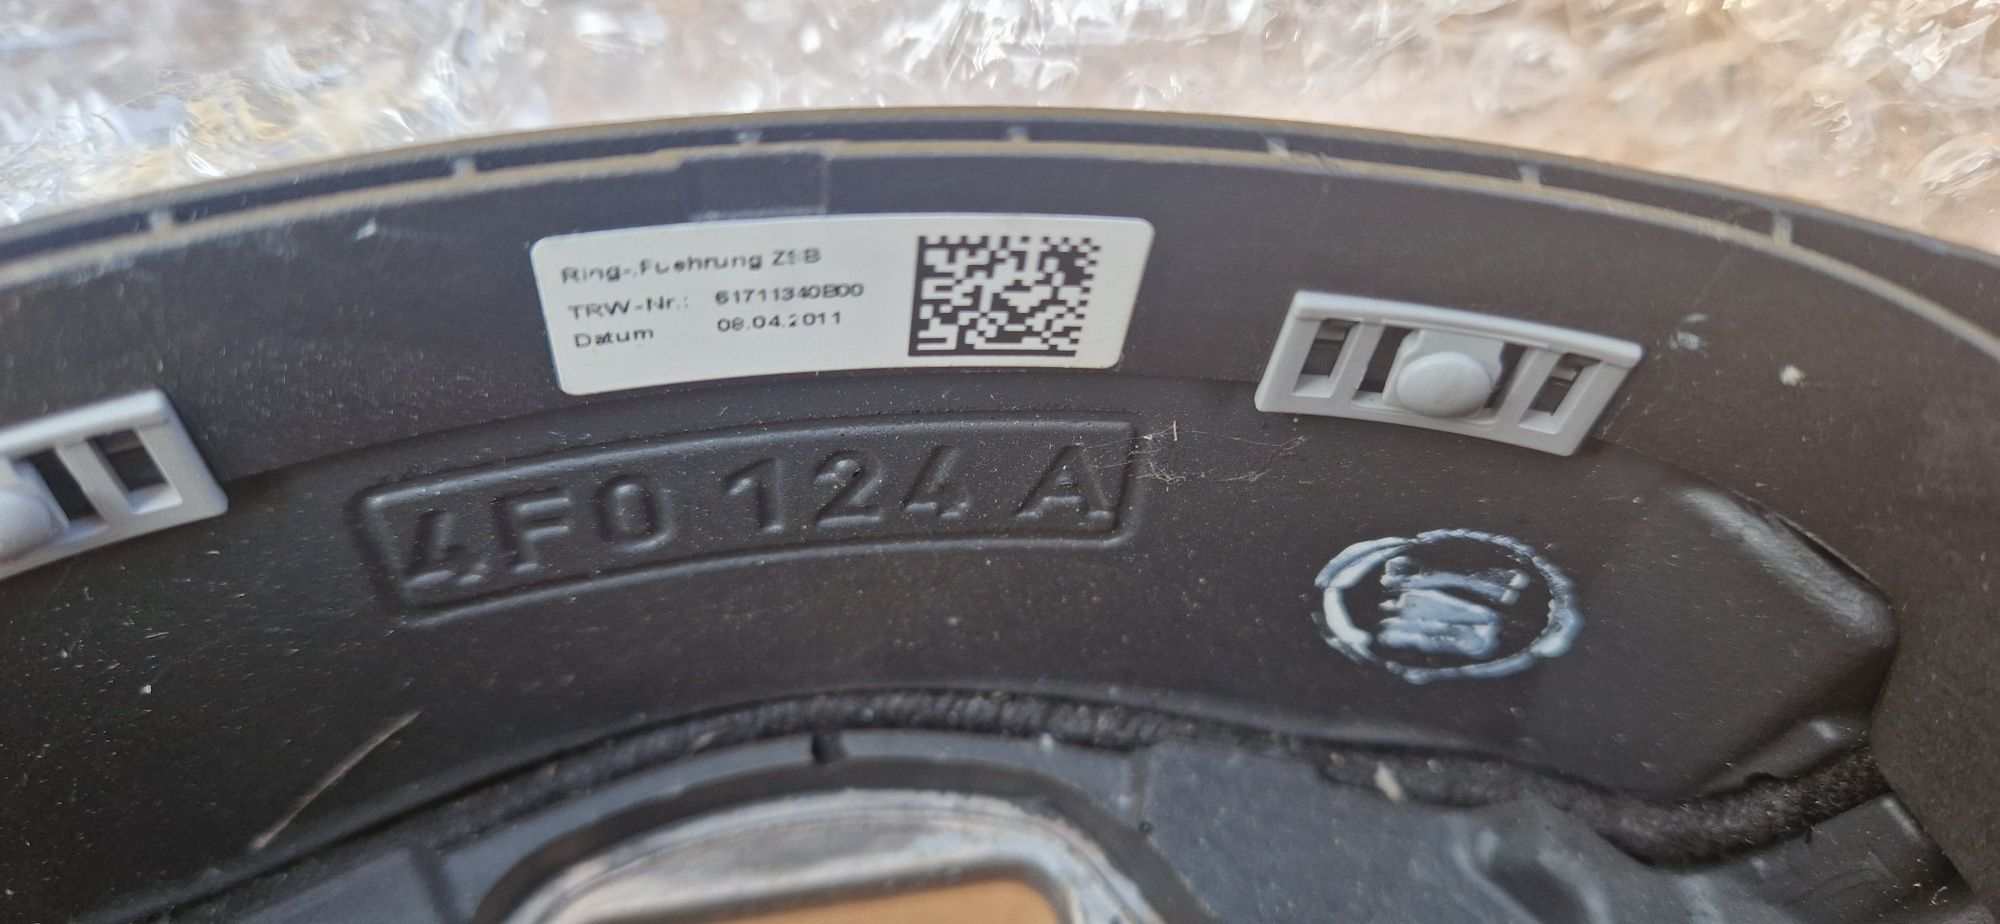 Ring-Fuehrung ZSB
TRW-Nr.: 61711340B00
Datum 08.04.2011
4F0 124 A